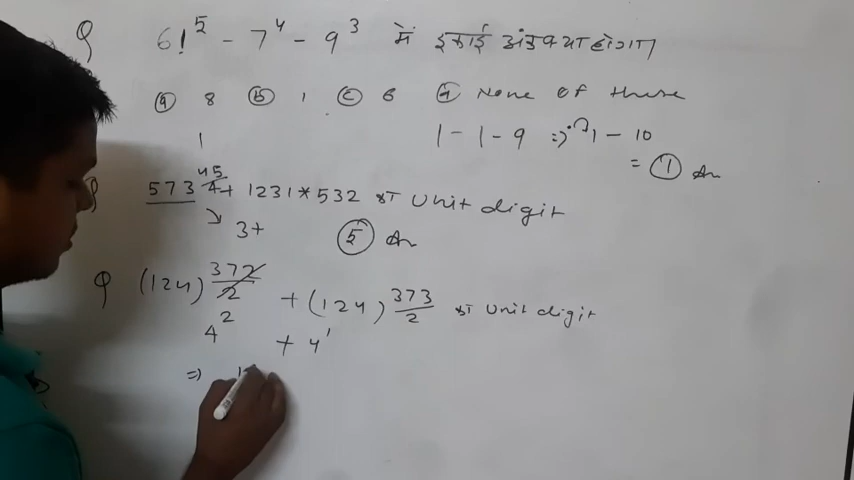 Q 61^5 - 7^4 - 9^3 में इकाई अंक क्या होगा
ⓐ 8 ⓑ 1 ⓒ 6 ⓓ None of these
1 - 1 - 9 ⇒ 1 - 10
1
= ① Ans
Q 573^45 + 1231*532 का Unit digit
3+ ⑤ Ans
Q (124)^372/2 + (124)^373/2 का Unit digit
4^2 + 4^1
⇒ 1